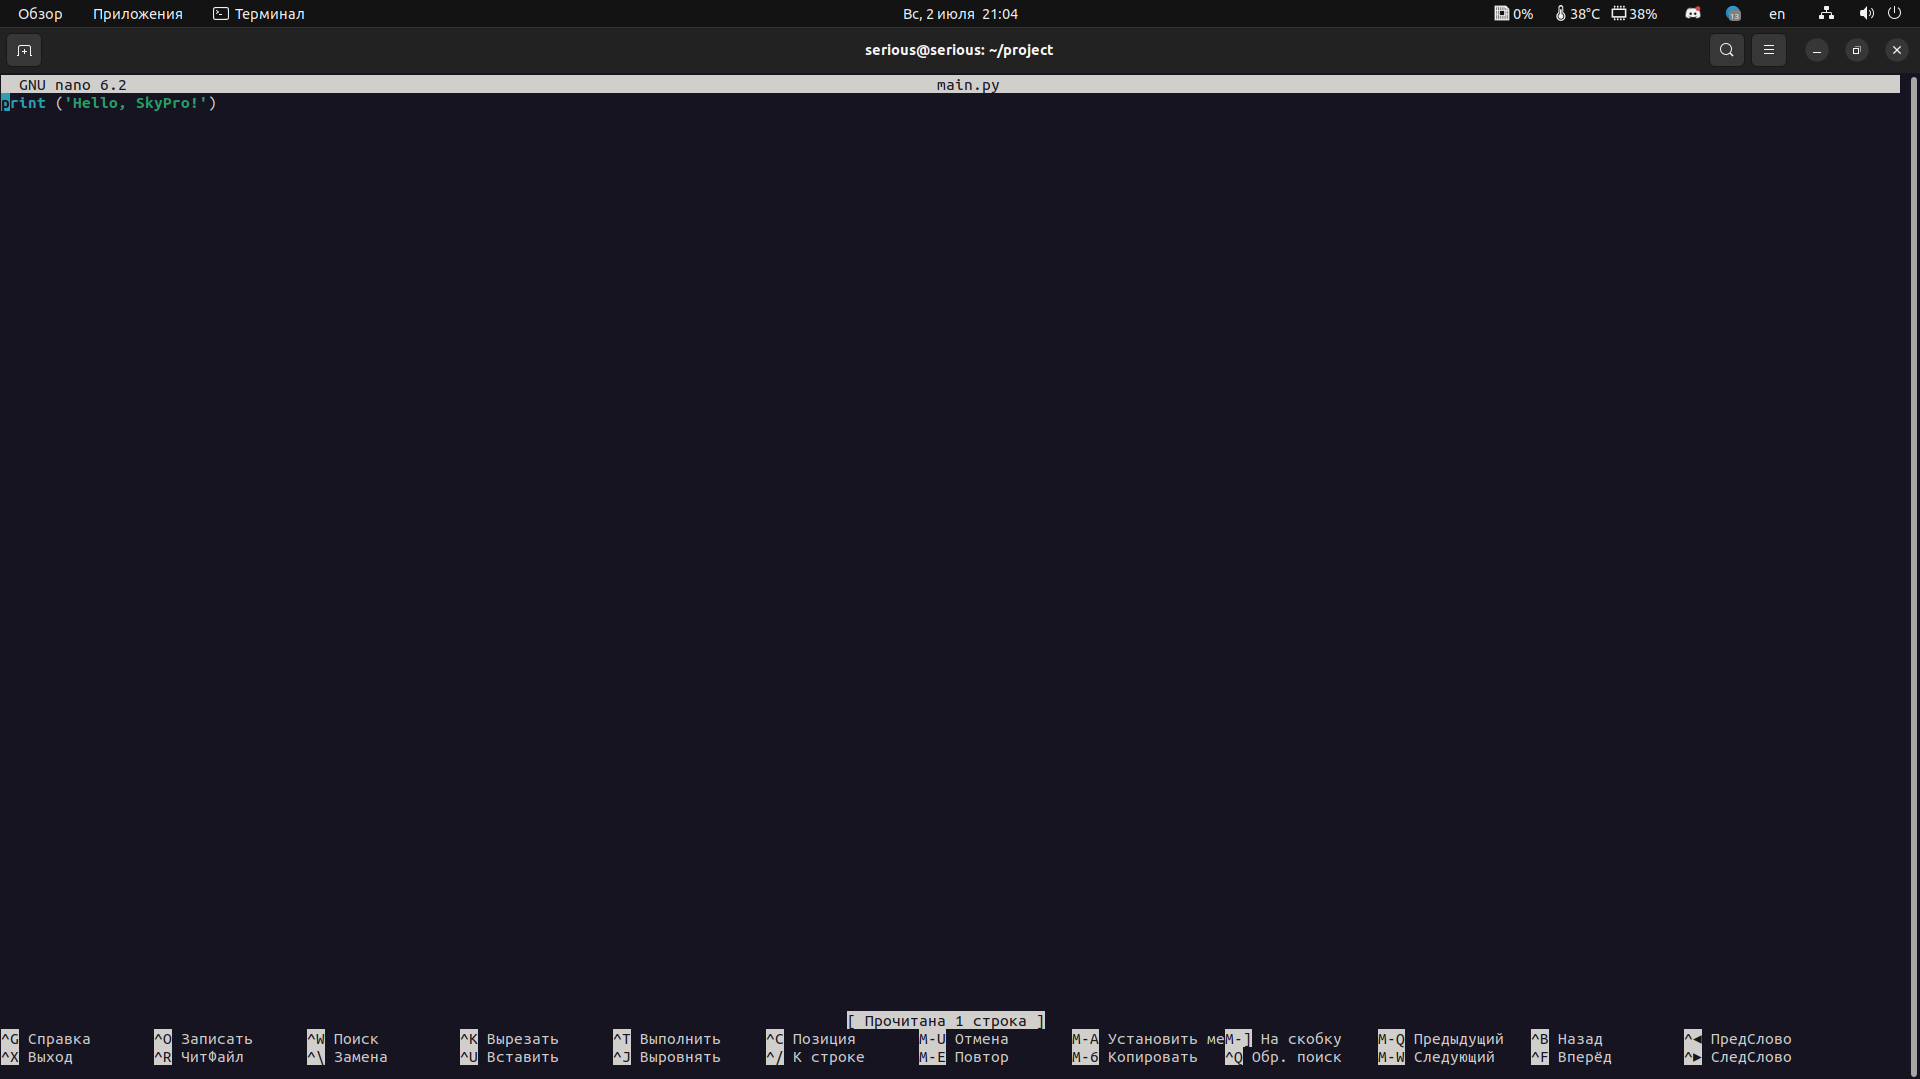 Обзор Приложения Терминал Вс, 2 июля 21:04 0% 38°C 38% 13 en
serious@serious: ~/project
GNU nano 6.2 main.py
print ('Hello, SkyPro!')
[ Прочитана 1 строка ]
^G Справка ^O Записать ^W Поиск ^K Вырезать ^T Выполнить ^C Позиция M-U Отмена M-A Установить ме M-] На скобку M-Q Предыдущий ^B Назад ^◀ ПредСлово
^X Выход ^R ЧитФайл ^\ Замена ^U Вставить ^J Выровнять ^/ К строке M-E Повтор M-6 Копировать ^Q Обр. поиск M-W Следующий ^F Вперёд ^▶ СледСлово